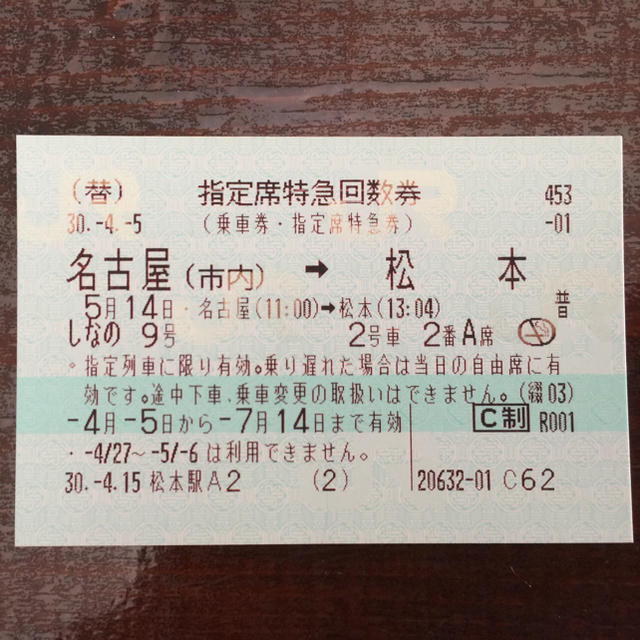 (替) 指定席特急回数券 453
30.-4.-5 (乗車券・指定席特急券) -01
名古屋(市内) → 松本
5月14日・名古屋(11:00)→松本(13:04) 普
しなの 9号 2号車 2番A席
・指定列車に限り有効。乗り遅れた場合は当日の自由席に有
効です。途中下車、乗車変更の取扱いはできません。(綴03)
-4月-5日から-7月14日まで有効 C制 R001
・-4/27～-5/-6は利用できません。
30.-4.15 松本駅A2 (2) 20632-01 C62